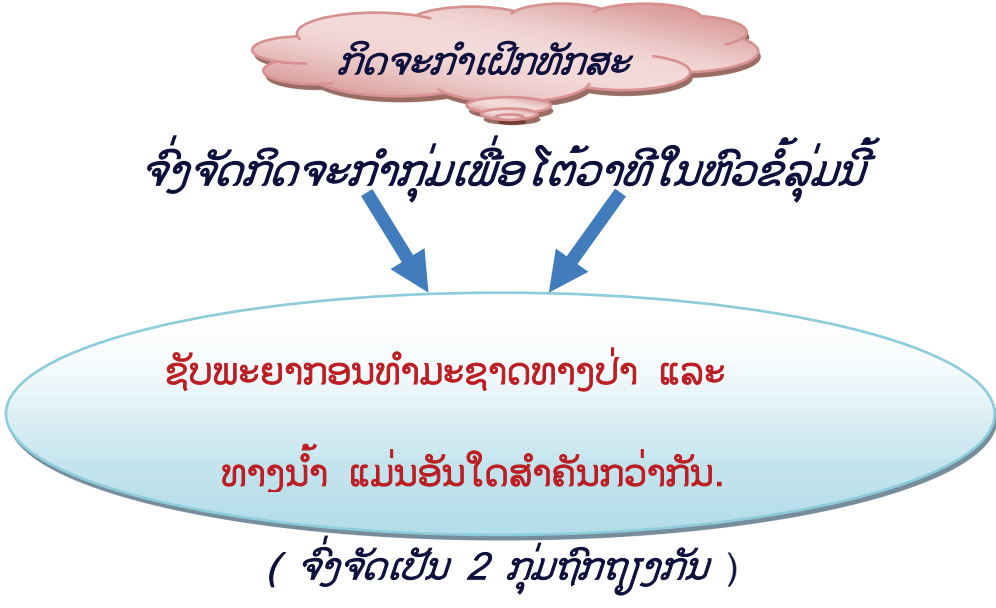 ກິດຈະກຳເຝິກທັກສະ
ຈົ່ງຈັດກິດຈະກຳກຸ່ມເພື່ອໂຕ້ວາທີໃນຫົວຂໍ້ລຸ່ມນີ້
ຊັບພະຍາກອນທຳມະຊາດທາງປ່າ ແລະ
ທາງນ້ຳ ແມ່ນອັນໃດສຳຄັນກວ່າກັນ.
( ຈົ່ງຈັດເປັນ 2 ກຸ່ມຖົກຖຽງກັນ )